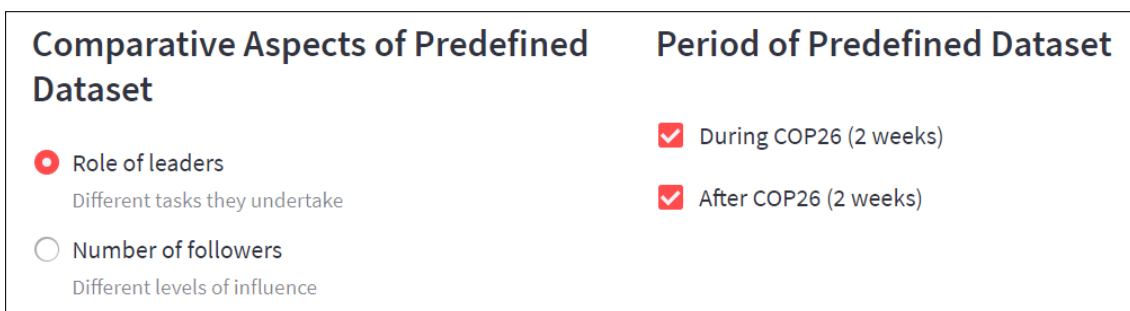 Comparative Aspects of Predefined
Dataset
Role of leaders
Different tasks they undertake
Number of followers
Different levels of influence
Period of Predefined Dataset
During COP26 (2 weeks)
After COP26 (2 weeks)